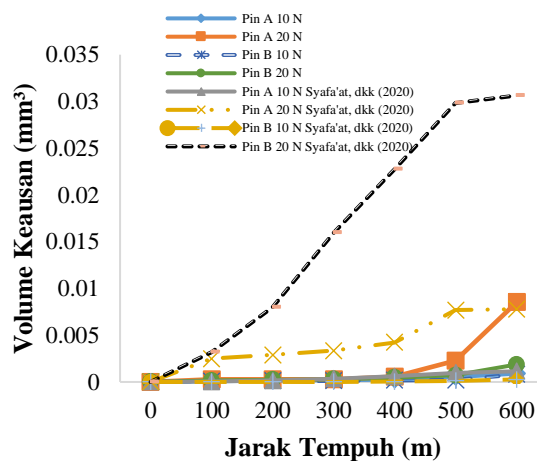 Pin A 10 N
Pin A 20 N
Pin B 10 N
Pin B 20 N
Pin A 10 N Syafa'at, dkk (2020)
Pin A 20 N Syafa'at, dkk (2020)
Pin B 10 N Syafa'at, dkk (2020)
Pin B 20 N Syafa'at, dkk (2020)
Volume Keausan (mm³)
0.035
0.03
0.025
0.02
0.015
0.01
0.005
0
0 100 200 300 400 500 600
Jarak Tempuh (m)